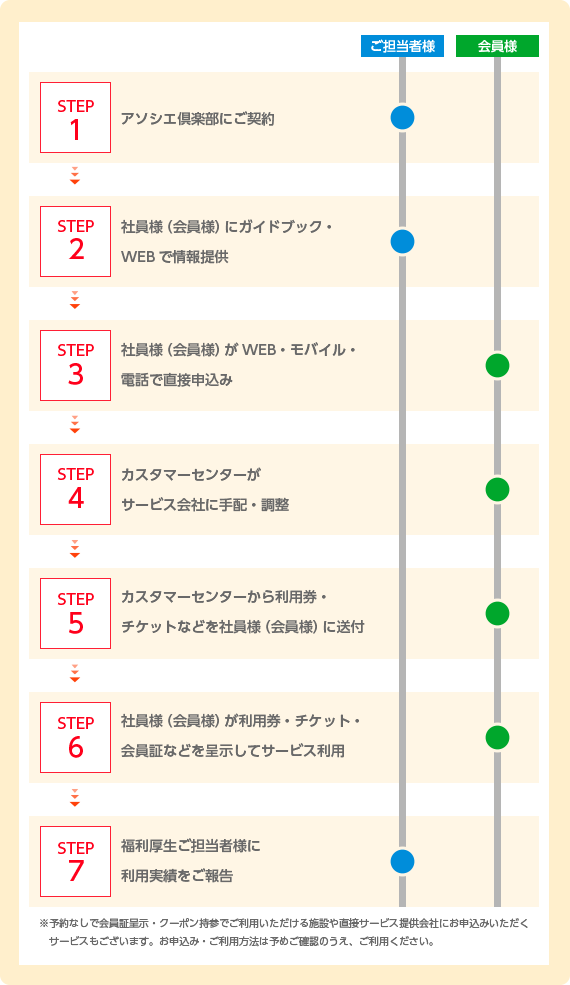 ご担当者様 会員様
STEP
1
アソシエ倶楽部にご契約
STEP
2
社員様（会員様）にガイドブック・
WEBで情報提供
STEP
3
社員様（会員様）がWEB・モバイル・
電話で直接申込み
STEP
4
カスタマーセンターが
サービス会社に手配・調整
STEP
5
カスタマーセンターから利用券・
チケットなどを社員様（会員様）に送付
STEP
6
社員様（会員様）が利用券・チケット・
会員証などを呈示してサービス利用
STEP
7
福利厚生ご担当者様に
利用実績をご報告
※予約なしで会員証呈示・クーポン持参でご利用いただける施設や直接サービス提供会社にお申込みいただく
サービスもございます。お申込み・ご利用方法は予めご確認のうえ、ご利用ください。